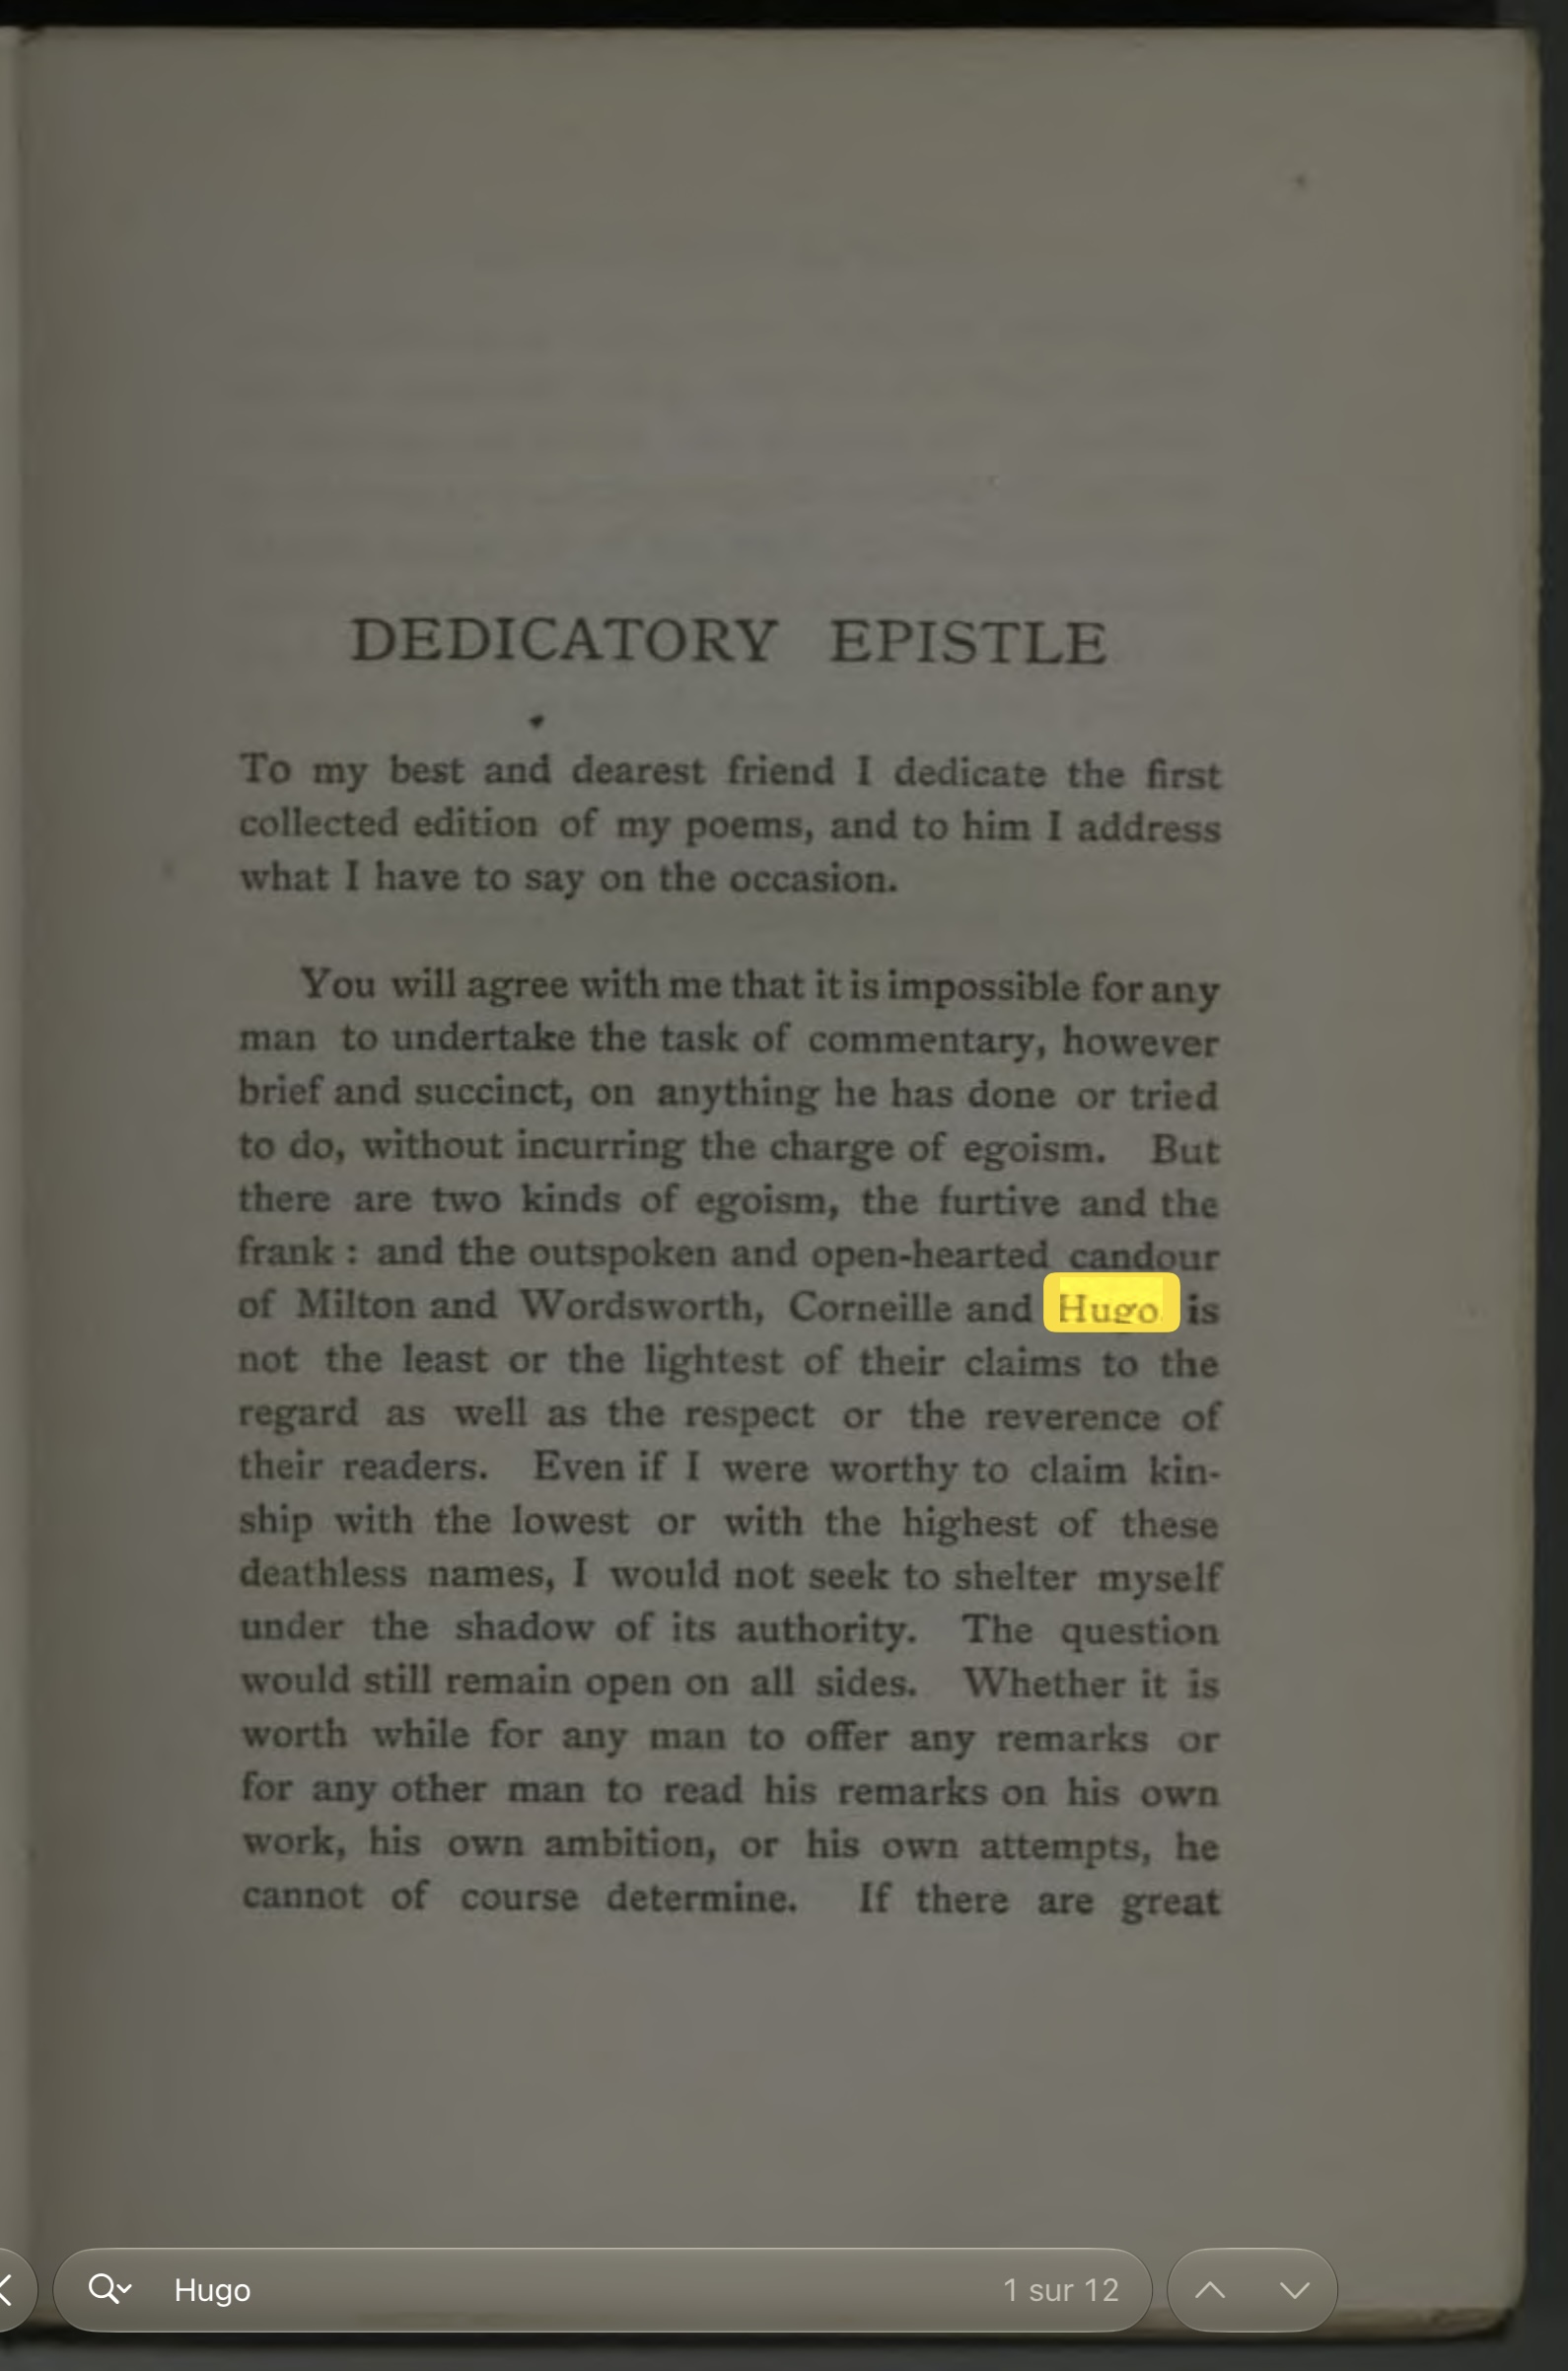 DEDICATORY EPISTLE
To my best and dearest friend I dedicate the first
collected edition of my poems, and to him I address
what I have to say on the occasion.
You will agree with me that it is impossible for any
man to undertake the task of commentary, however
brief and succinct, on anything he has done or tried
to do, without incurring the charge of egoism. But
there are two kinds of egoism, the furtive and the
frank : and the outspoken and open-hearted candour
of Milton and Wordsworth, Corneille and Hugo, is
not the least or the lightest of their claims to the
regard as well as the respect or the reverence of
their readers. Even if I were worthy to claim kin-
ship with the lowest or with the highest of these
deathless names, I would not seek to shelter myself
under the shadow of its authority. The question
would still remain open on all sides. Whether it is
worth while for any man to offer any remarks or
for any other man to read his remarks on his own
work, his own ambition, or his own attempts, he
cannot of course determine. If there are great
Hugo 1 sur 12